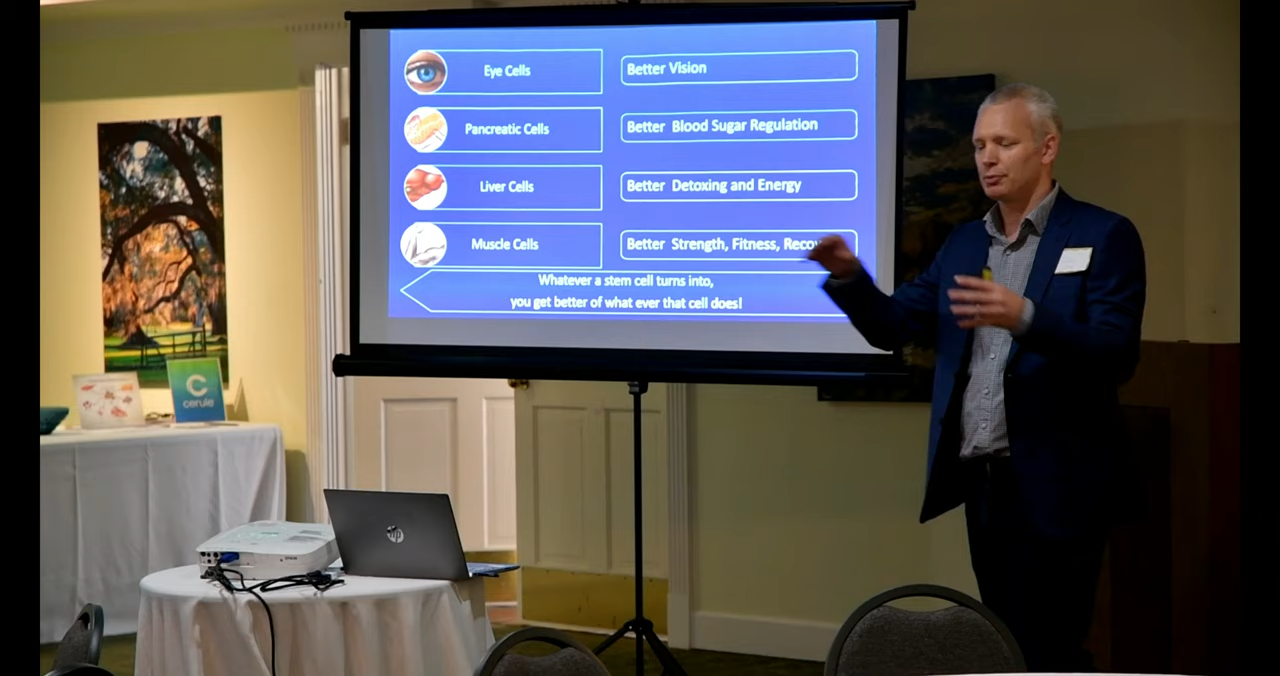 Eye Cells
Better Vision
Pancreatic Cells
Better Blood Sugar Regulation
Liver Cells
Better Detoxing and Energy
Muscle Cells
Better Strength, Fitness,
Whatever a stem cell turns into,
you get better of what ever that cell does!
C
cerule
hp